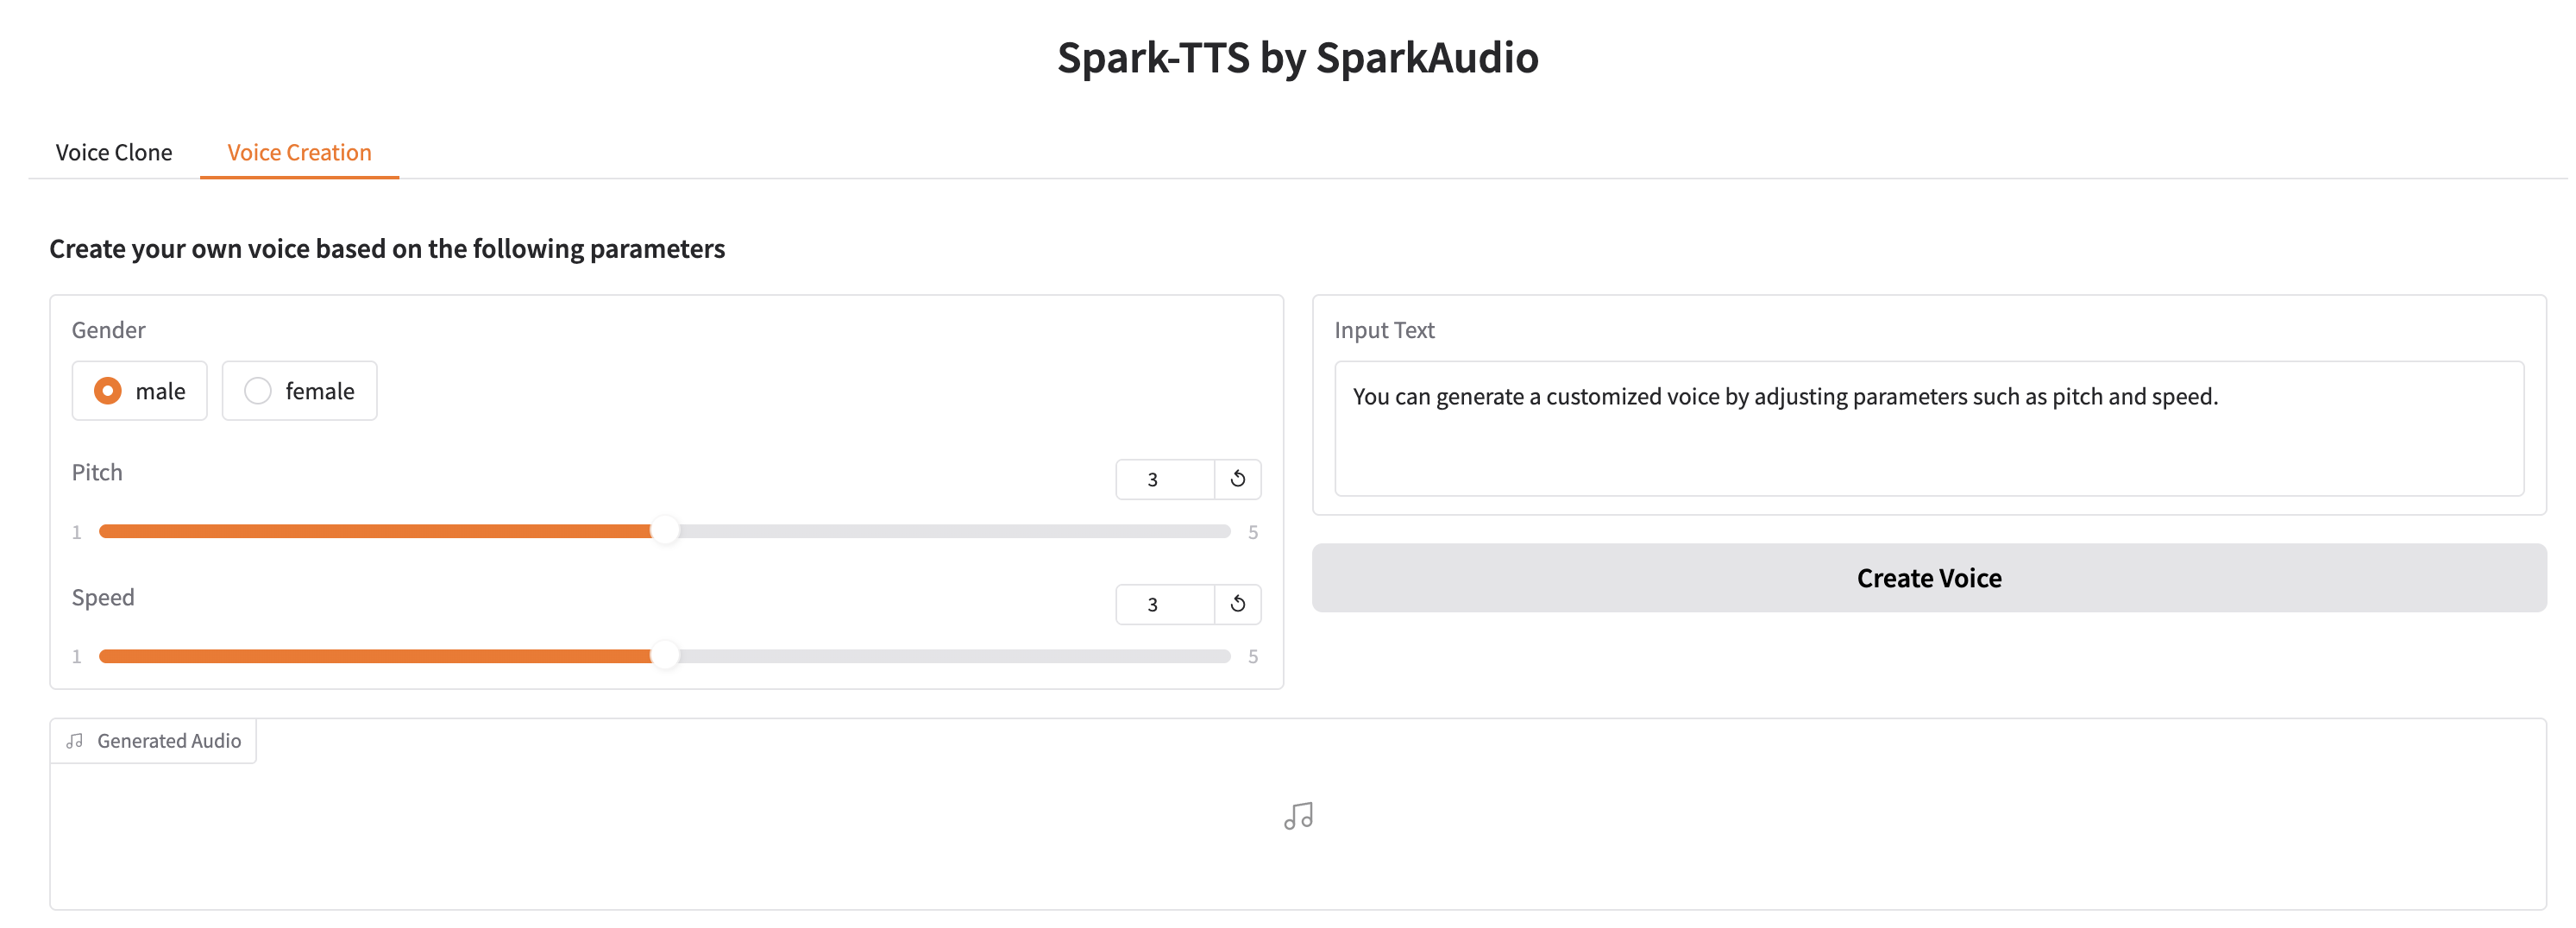 Spark-TTS by SparkAudio
Voice Clone
Voice Creation
Create your own voice based on the following parameters
Gender
male
female
Pitch
3
1
5
Speed
3
1
5
Input Text
You can generate a customized voice by adjusting parameters such as pitch and speed.
Create Voice
Generated Audio